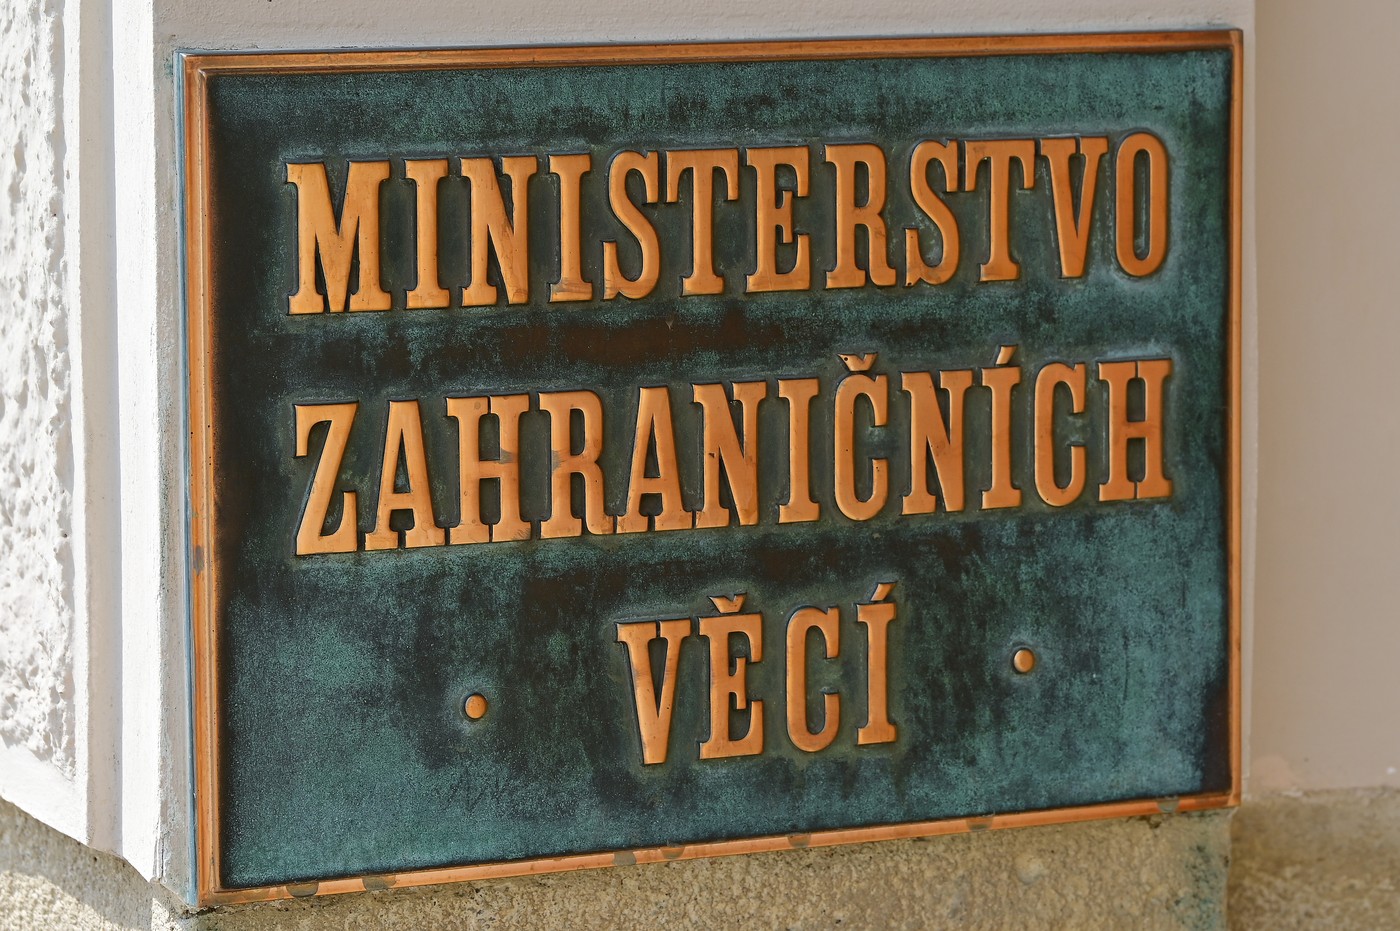 MINISTERSTVO
ZAHRANIČNÍCH
VĚCÍ